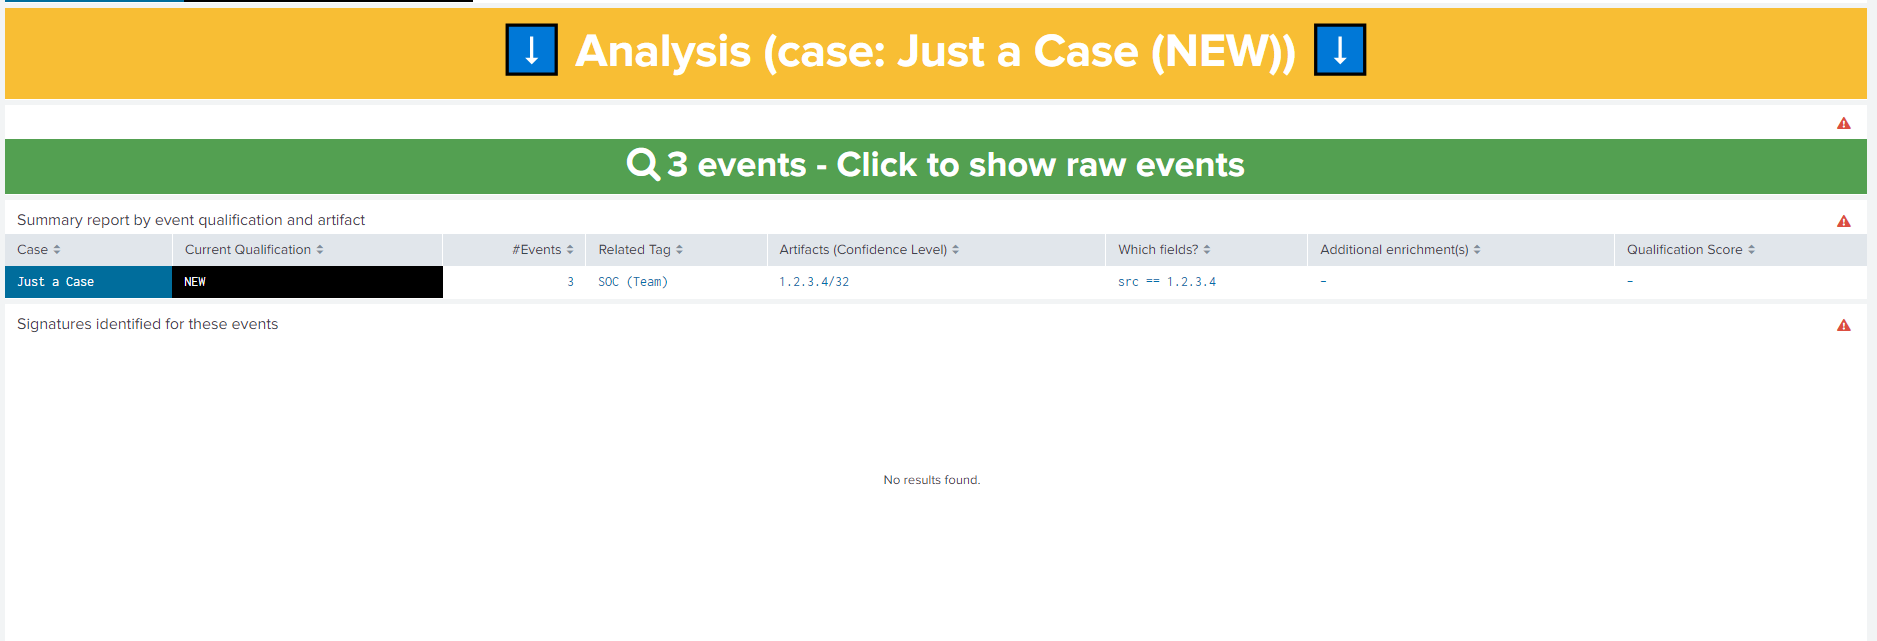 ↓ Analysis (case: Just a Case (NEW)) ↓
3 events - Click to show raw events
Summary report by event qualification and artifact
Case Current Qualification #Events Related Tag Artifacts (Confidence Level) Which fields? Additional enrichment(s) Qualification Score
Just a Case NEW 3 SOC (Team) 1.2.3.4/32 src == 1.2.3.4 - -
Signatures identified for these events
No results found.